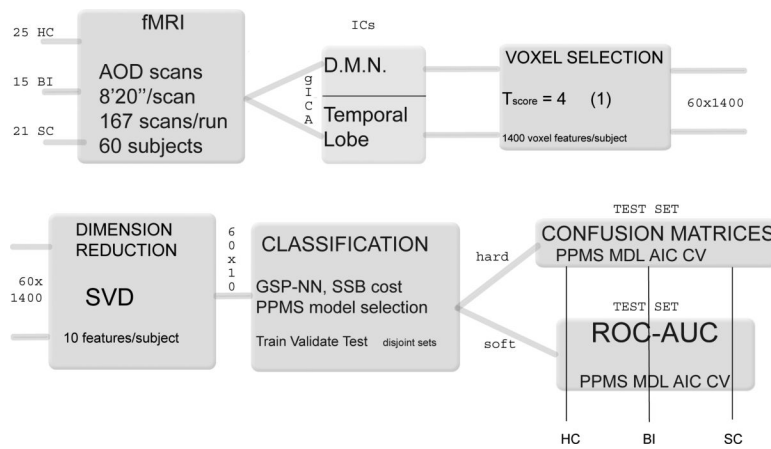 25 HC
15 BI
21 SC
fMRI
AOD scans
8'20''/scan
167 scans/run
60 subjects
gICA
ICs
D.M.N.
Temporal
Lobe
VOXEL SELECTION
Tscore = 4 (1)
1400 voxel features/subject
60x1400
60x
1400
DIMENSION
REDUCTION
SVD
10 features/subject
60x10
CLASSIFICATION
GSP-NN, SSB cost
PPMS model selection
Train Validate Test disjoint sets
hard
soft
TEST SET
CONFUSION MATRICES
PPMS MDL AIC CV
TEST SET
ROC-AUC
PPMS MDL AIC CV
HC BI SC